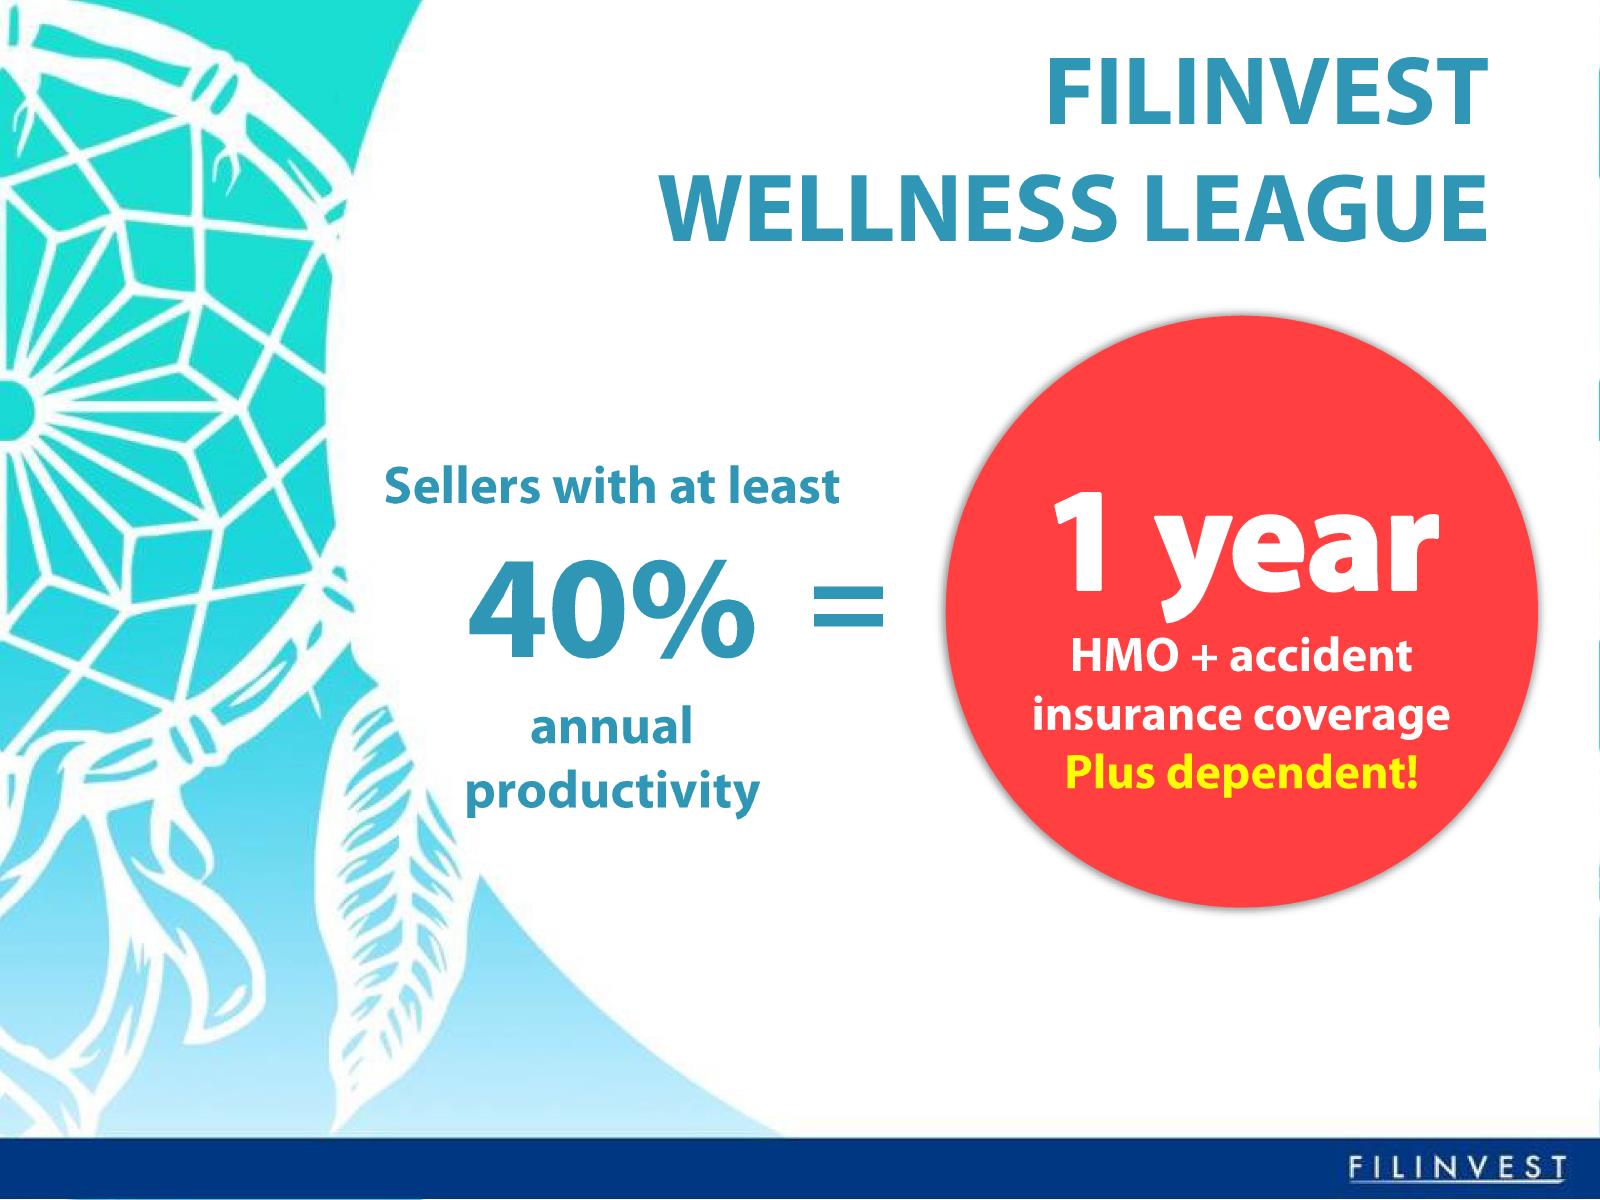 FILINVEST
WELLNESS LEAGUE
Sellers with at least
40%
annual
productivity
=
1 year
HMO + accident
insurance coverage
Plus dependent!
FILINVEST